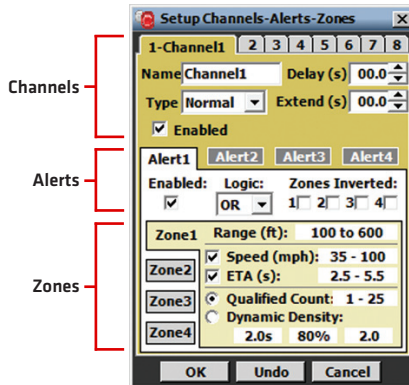 Setup Channels-Alerts-Zones
1-Channel1 2 3 4 5 6 7 8
Channels
Name Channel1 Delay (s) 00.0
Type Normal Extend (s) 00.0
Enabled
Alerts
Alert1 Alert2 Alert3 Alert4
Enabled: Logic: Zones Inverted:
OR 1 2 3 4
Zones
Zone1 Range (ft): 100 to 600
Speed (mph): 35 - 100
Zone2 ETA (s): 2.5 - 5.5
Zone3 Qualified Count: 1 - 25
Dynamic Density:
Zone4 2.0s 80% 2.0
OK Undo Cancel